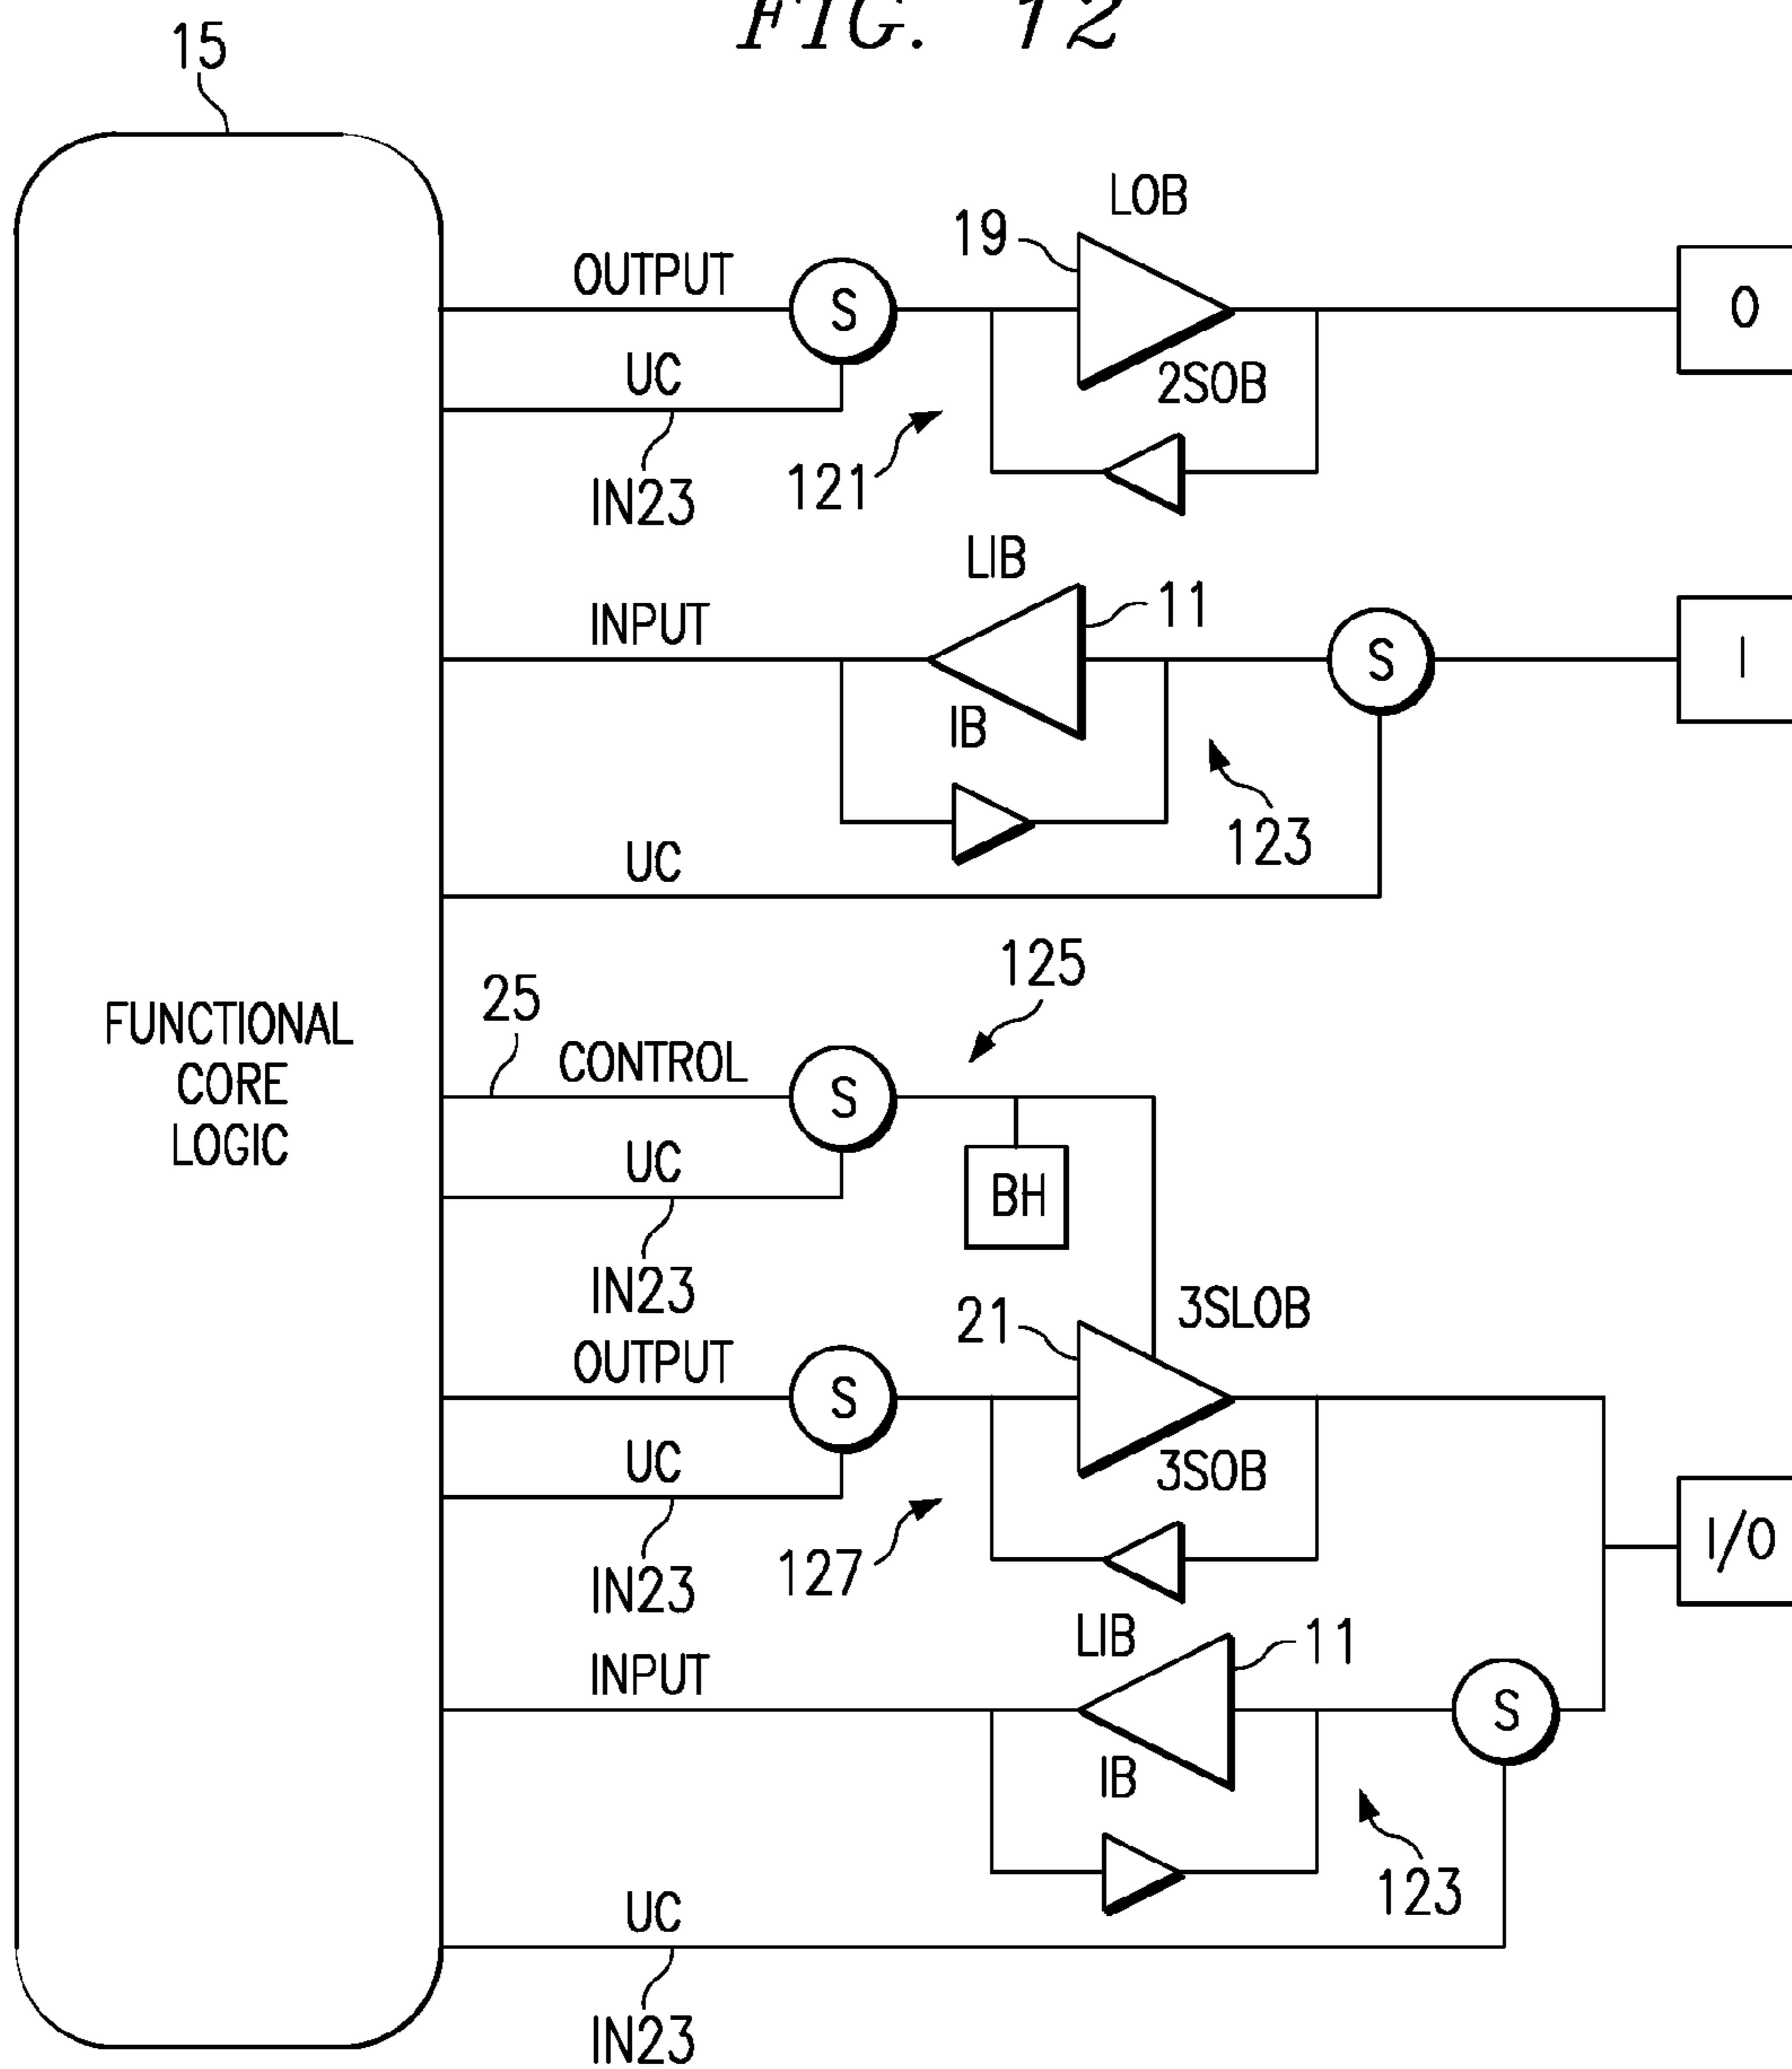 FIG. 12
15
LOB
19
OUTPUT
S
O
UC
2SOB
121
IN23
LIB
11
INPUT
S
I
IB
123
UC
125
25
CONTROL
S
UC
BH
IN23
3SLOB
21
OUTPUT
S
UC
3SOB
127
IN23
I/O
LIB
11
INPUT
S
IB
123
UC
IN23
FUNCTIONAL
CORE
LOGIC